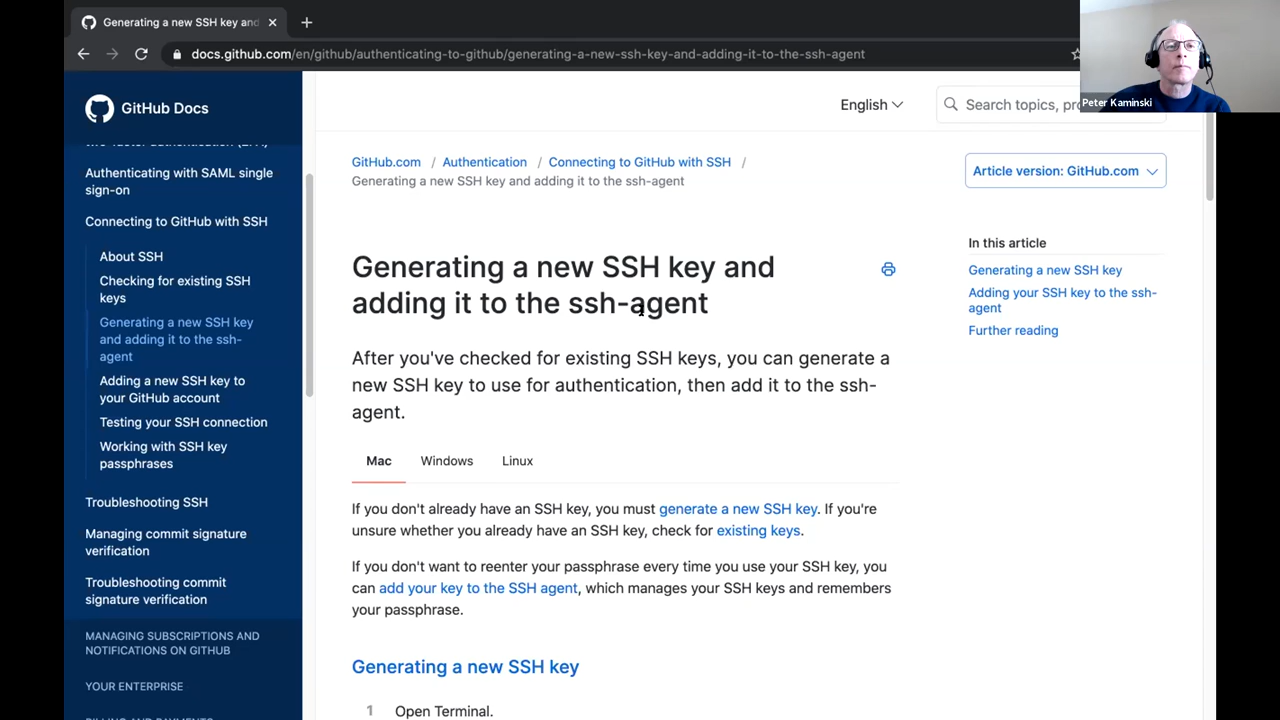 Generating a new SSH key and
docs.github.com/en/github/authenticating-to-github/generating-a-new-ssh-key-and-adding-it-to-the-ssh-agent
Peter Kaminski
GitHub Docs
English
Search topics, pro
two-factor authentication (2FA)
Authenticating with SAML single
sign-on
Connecting to GitHub with SSH
About SSH
Checking for existing SSH
keys
Generating a new SSH key
and adding it to the ssh-
agent
Adding a new SSH key to
your GitHub account
Testing your SSH connection
Working with SSH key
passphrases
Troubleshooting SSH
Managing commit signature
verification
Troubleshooting commit
signature verification
MANAGING SUBSCRIPTIONS AND
NOTIFICATIONS ON GITHUB
YOUR ENTERPRISE
BILLING AND PAYMENTS
GitHub.com / Authentication / Connecting to GitHub with SSH /
Generating a new SSH key and adding it to the ssh-agent
Article version: GitHub.com
Generating a new SSH key and
adding it to the ssh-agent
After you've checked for existing SSH keys, you can generate a
new SSH key to use for authentication, then add it to the ssh-
agent.
Mac Windows Linux
If you don't already have an SSH key, you must generate a new SSH key. If you're
unsure whether you already have an SSH key, check for existing keys.
If you don't want to reenter your passphrase every time you use your SSH key, you
can add your key to the SSH agent, which manages your SSH keys and remembers
your passphrase.
Generating a new SSH key
1 Open Terminal.
In this article
Generating a new SSH key
Adding your SSH key to the ssh-
agent
Further reading